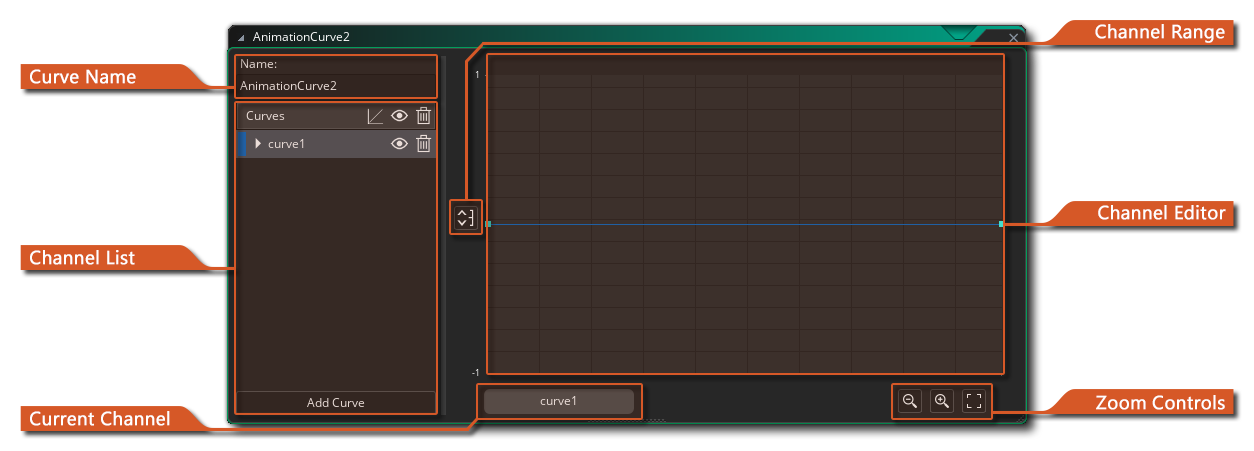 AnimationCurve2
Channel Range
Curve Name
Name:
AnimationCurve2
1
Curves
curve1
Channel Editor
Channel List
-1
Add Curve
curve1
Current Channel
Zoom Controls